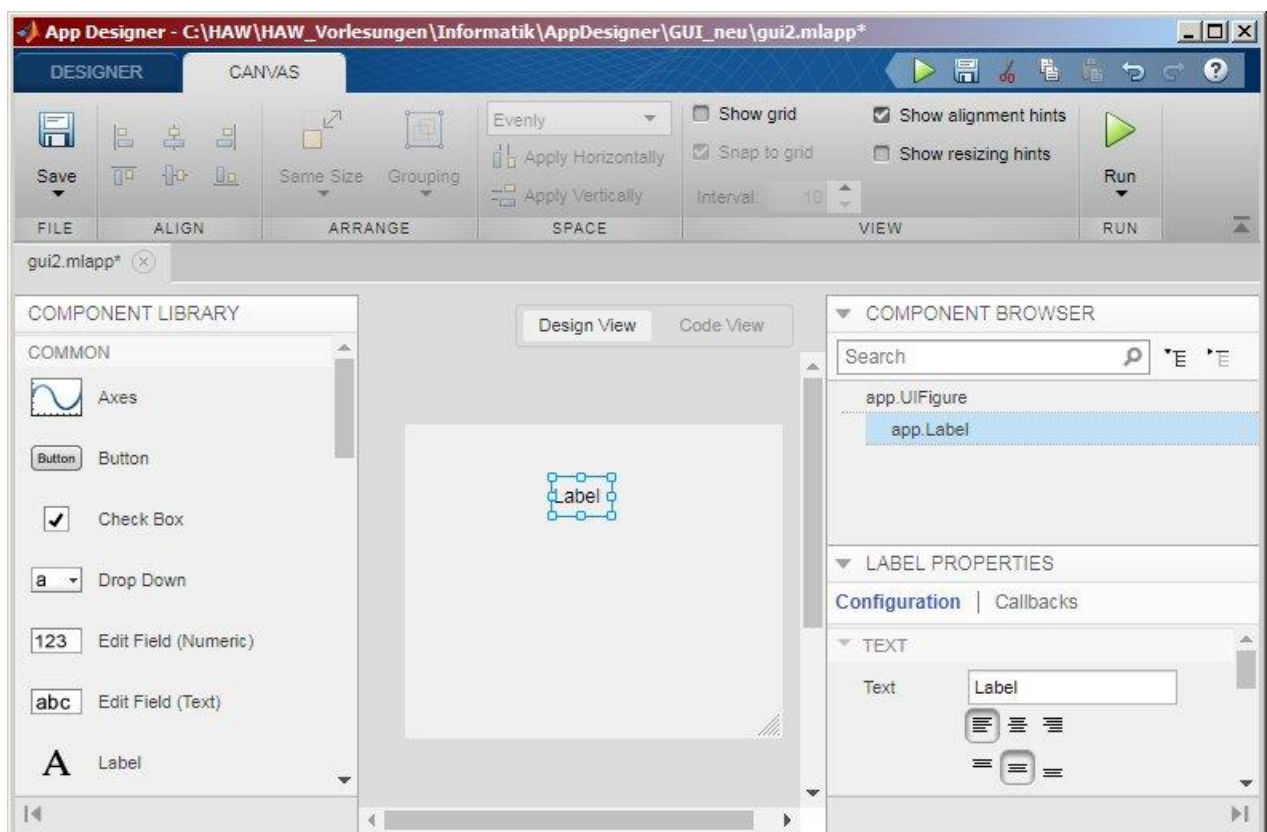 App Designer - C:\HAW\HAW_Vorlesungen\Informatik\AppDesigner\GUI_neu\gui2.mlapp*
DESIGNER CANVAS
Save
FILE
ALIGN
Same Size Grouping
ARRANGE
Evenly
Apply Horizontally
Apply Vertically
SPACE
Show grid
Snap to grid
Interval: 10
Show alignment hints
Show resizing hints
VIEW
Run
RUN
gui2.mlapp*
COMPONENT LIBRARY
COMMON
Axes
Button Button
Check Box
a Drop Down
123 Edit Field (Numeric)
abc Edit Field (Text)
A Label
Design View Code View
Label
COMPONENT BROWSER
Search
app.UIFigure
app.Label
LABEL PROPERTIES
Configuration | Callbacks
TEXT
Text Label